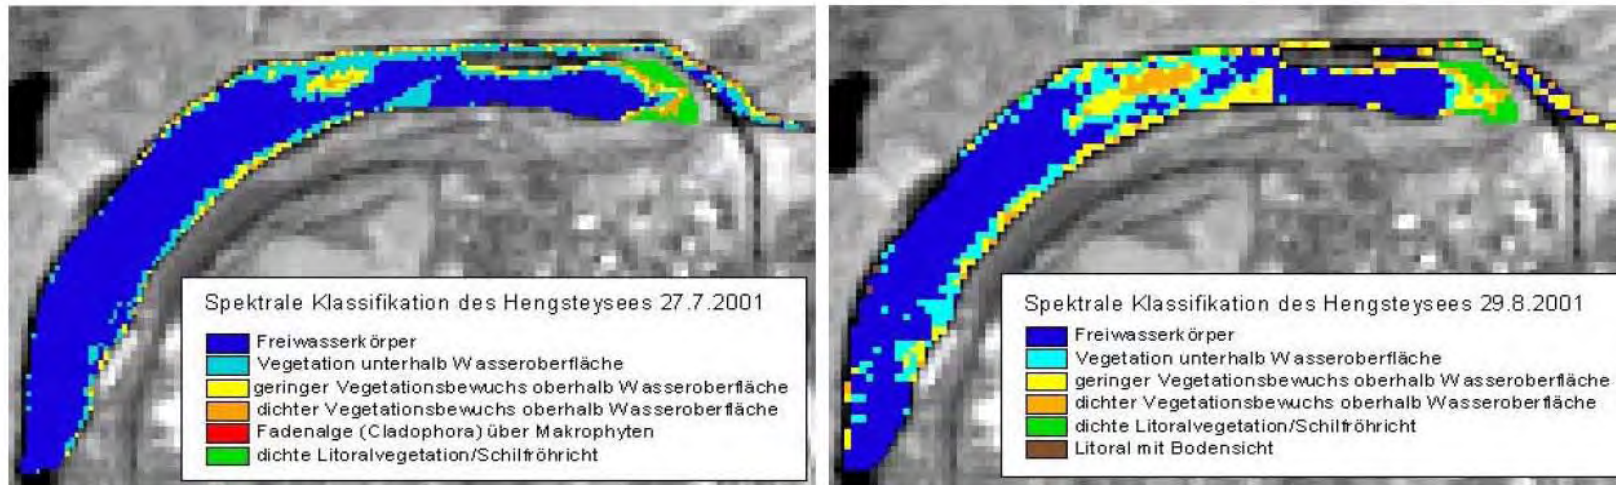 Spektrale Klassifikation des Hengsteysees 27.7.2001
Freiwasserkörper
Vegetation unterhalb Wasseroberfläche
geringer Vegetationsbewuchs oberhalb Wasseroberfläche
dichter Vegetationsbewuchs oberhalb Wasseroberfläche
Fadenalge (Cladophora) über Makrophyten
dichte Litoralvegetation/Schilfröhricht
Spektrale Klassifikation des Hengsteysees 29.8.2001
Freiwasserkörper
Vegetation unterhalb Wasseroberfläche
geringer Vegetationsbewuchs oberhalb Wasseroberfläche
dichter Vegetationsbewuchs oberhalb Wasseroberfläche
dichte Litoralvegetation/Schilfröhricht
Litoral mit Bodensicht